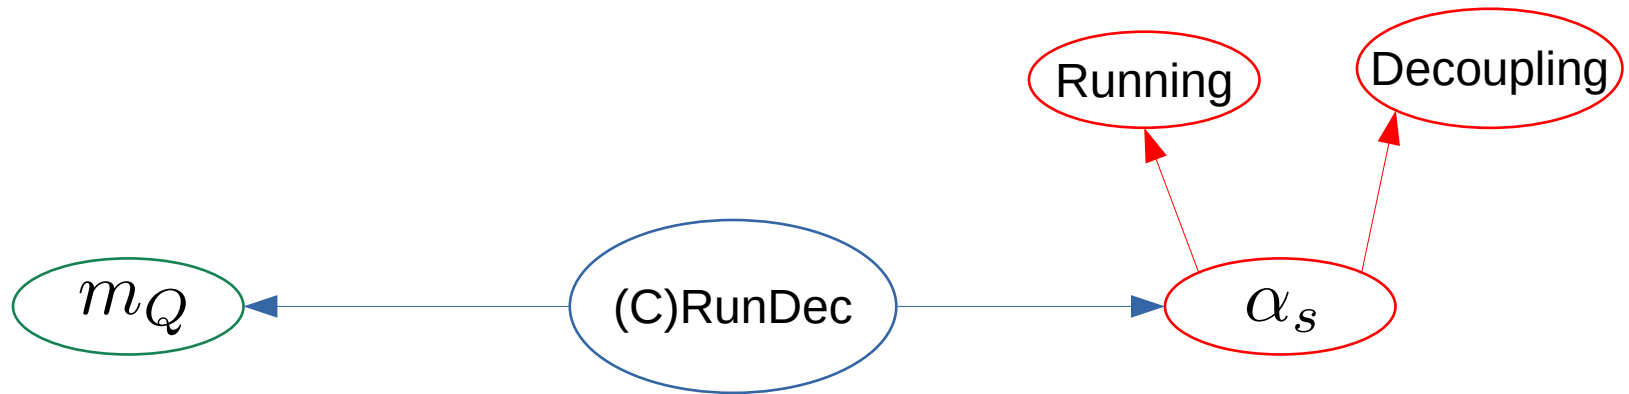 Running
Decoupling
m_Q
(C)RunDec
α_s